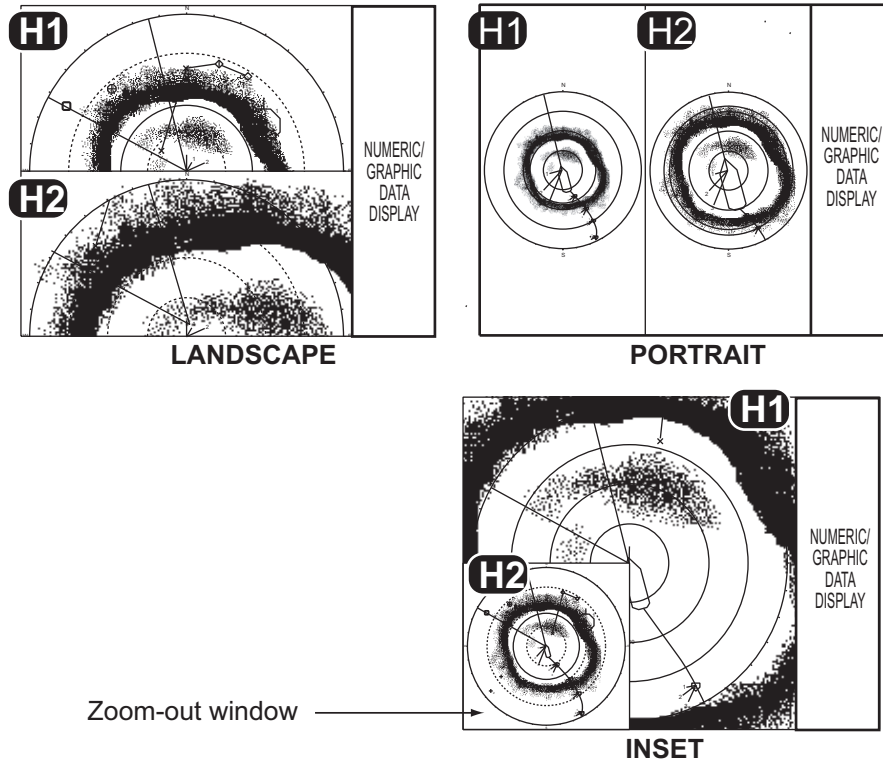 H1
NUMERIC/
GRAPHIC
DATA
DISPLAY
H2
LANDSCAPE
H1
H2
N
N
NUMERIC/
GRAPHIC
DATA
DISPLAY
S
S
PORTRAIT
H1
NUMERIC/
GRAPHIC
DATA
DISPLAY
H2
Zoom-out window
INSET